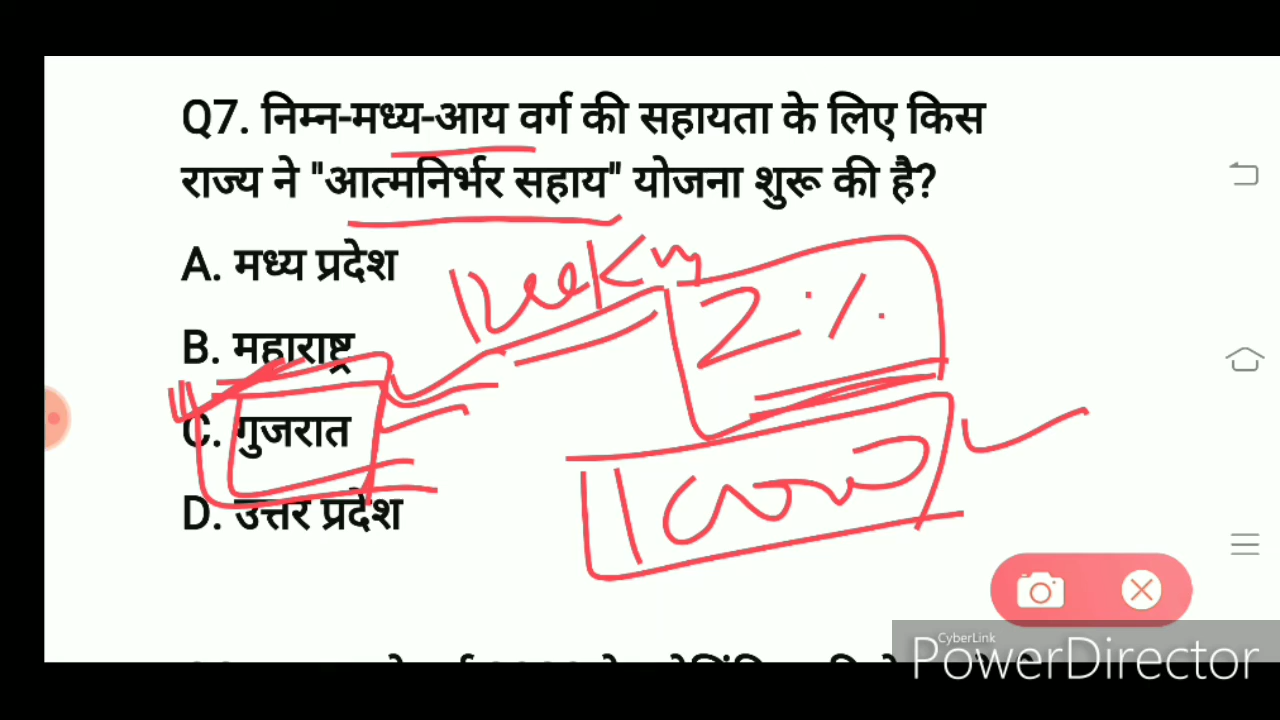 Q7. निम्न-मध्य-आय वर्ग की सहायता के लिए किस
राज्य ने "आत्मनिर्भर सहाय" योजना शुरू की है?
A. मध्य प्रदेश
B. महाराष्ट्र
2%
C. गुजरात
D. उत्तर प्रदेश
CyberLink
PowerDirector